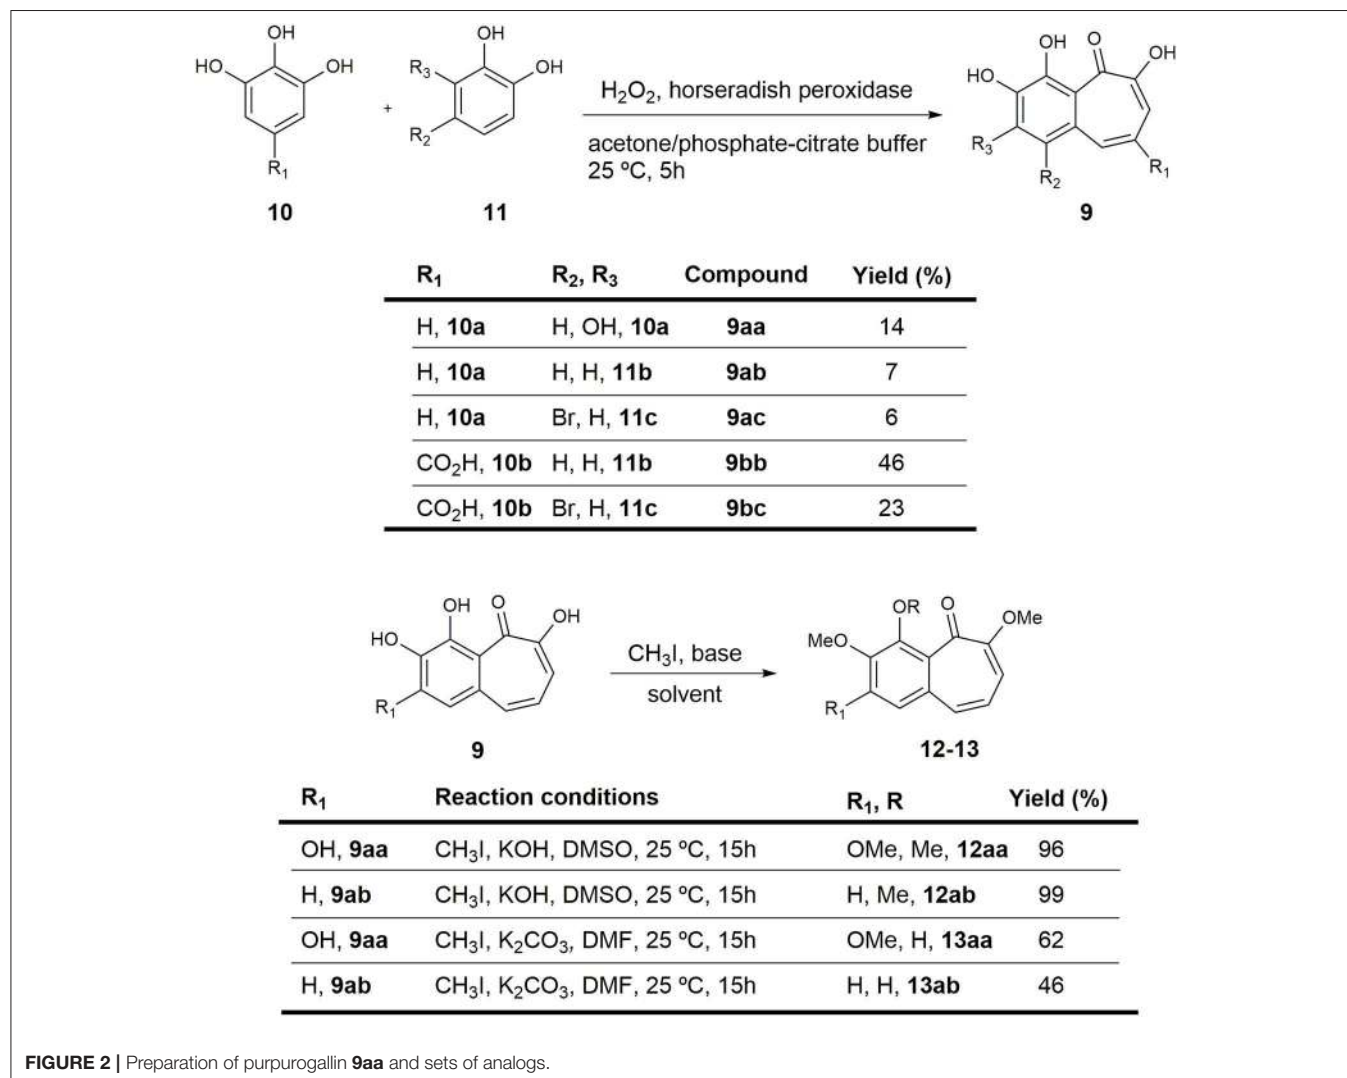 OH
HO OH
R1
10
+
OH
R3 OH
R2
11
H2O2, horseradish peroxidase
acetone/phosphate-citrate buffer
25 ºC, 5h
OH O OH
HO
R3
R2
R1
9
R1 R2, R3 Compound Yield (%)
H, 10a H, OH, 10a 9aa 14
H, 10a H, H, 11b 9ab 7
H, 10a Br, H, 11c 9ac 6
CO2H, 10b H, H, 11b 9bb 46
CO2H, 10b Br, H, 11c 9bc 23
OH O OH
HO
R1
9
CH3I, base
solvent
OR O OMe
MeO
R1
12-13
R1 Reaction conditions R1, R Yield (%)
OH, 9aa CH3I, KOH, DMSO, 25 ºC, 15h OMe, Me, 12aa 96
H, 9ab CH3I, KOH, DMSO, 25 ºC, 15h H, Me, 12ab 99
OH, 9aa CH3I, K2CO3, DMF, 25 ºC, 15h OMe, H, 13aa 62
H, 9ab CH3I, K2CO3, DMF, 25 ºC, 15h H, H, 13ab 46
FIGURE 2 | Preparation of purpurogallin 9aa and sets of analogs.